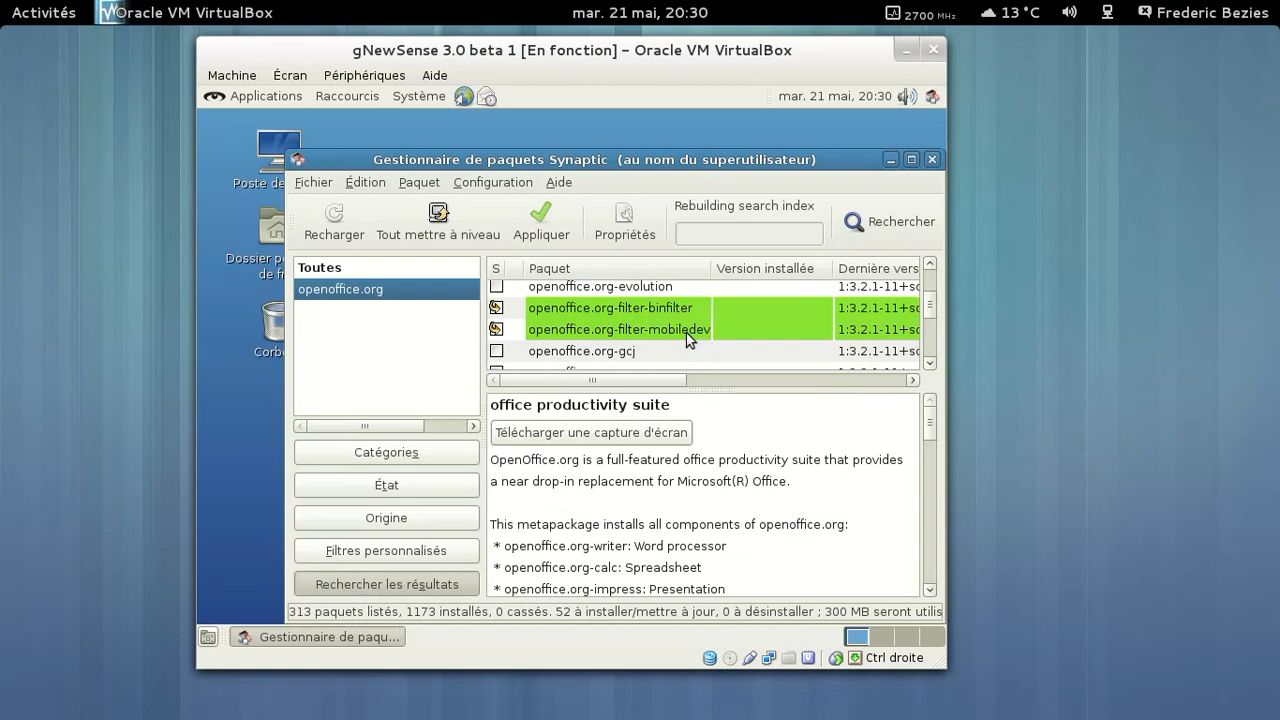 Activités
Oracle VM VirtualBox
mar. 21 mai, 20:30
2700 MHz
13 °C
Frederic Bezies
gNewSense 3.0 beta 1 [En fonction] – Oracle VM VirtualBox
Machine Écran Périphériques Aide
Applications Raccourcis Système
mar. 21 mai, 20:30
Poste de
Dossier pe
de fr
Corbe
Gestionnaire de paquets Synaptic (au nom du superutilisateur)
Fichier Édition Paquet Configuration Aide
Recharger
Tout mettre à niveau
Appliquer
Propriétés
Rebuilding search index
Rechercher
Toutes
openoffice.org
S Paquet Version installée Dernière vers
openoffice.org-evolution 1:3.2.1-11+sq
openoffice.org-filter-binfilter 1:3.2.1-11+sq
openoffice.org-filter-mobiledev 1:3.2.1-11+sq
openoffice.org-gcj 1:3.2.1-11+sq
office productivity suite
Télécharger une capture d'écran
OpenOffice.org is a full-featured office productivity suite that provides
a near drop-in replacement for Microsoft(R) Office.
This metapackage installs all components of openoffice.org:
* openoffice.org-writer: Word processor
* openoffice.org-calc: Spreadsheet
* openoffice.org-impress: Presentation
Catégories
État
Origine
Filtres personnalisés
Rechercher les résultats
313 paquets listés, 1173 installés, 0 cassés. 52 à installer/mettre à jour, 0 à désinstaller ; 300 MB seront utilis
Gestionnaire de paqu...
Ctrl droite